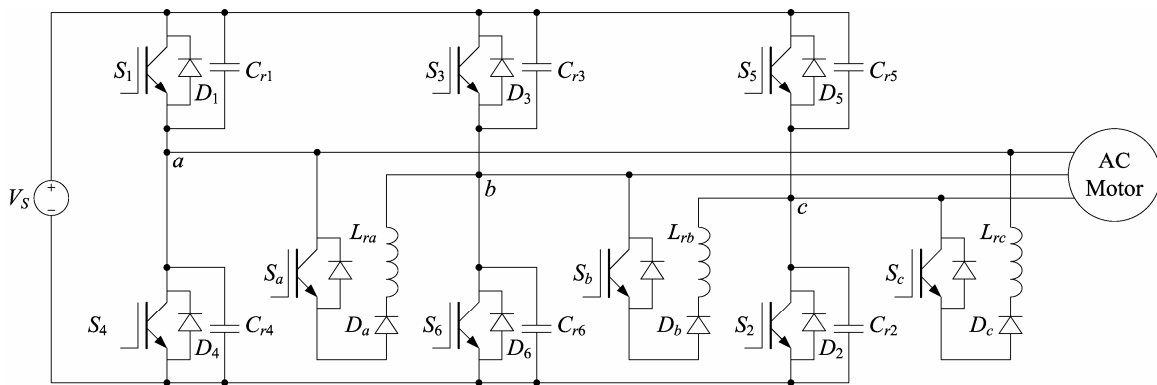 S1
D1
Cr1
S3
D3
Cr3
S5
D5
Cr5
a
b
c
AC
Motor
VS
+
−
Lra
Sa
Da
Lrb
Sb
Db
Lrc
Sc
Dc
S4
D4
Cr4
S6
D6
Cr6
S2
D2
Cr2